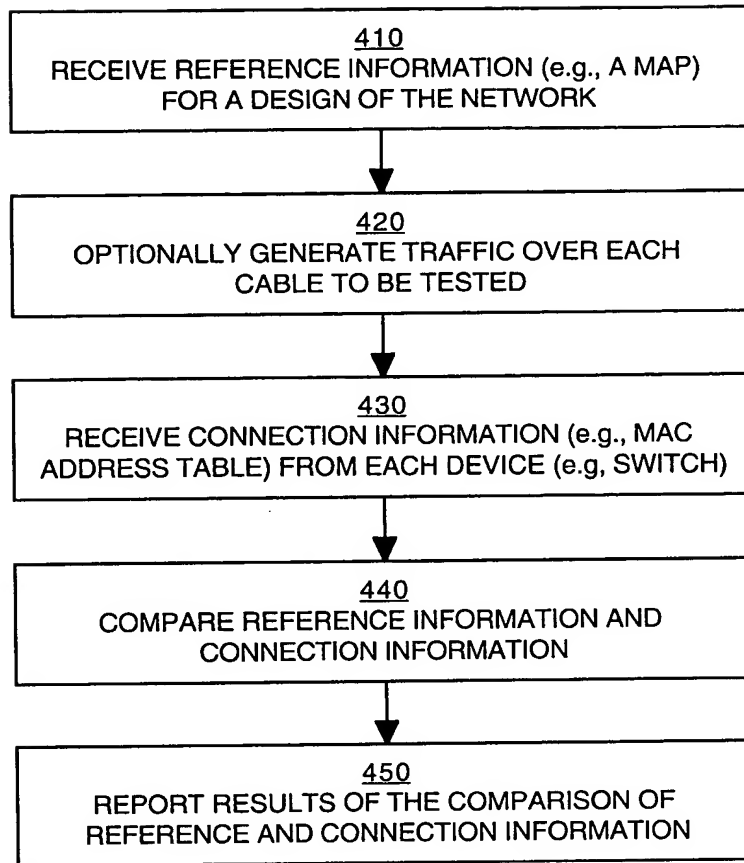 410
RECEIVE REFERENCE INFORMATION (e.g., A MAP)
FOR A DESIGN OF THE NETWORK
420
OPTIONALLY GENERATE TRAFFIC OVER EACH
CABLE TO BE TESTED
430
RECEIVE CONNECTION INFORMATION (e.g., MAC
ADDRESS TABLE) FROM EACH DEVICE (e.g, SWITCH)
440
COMPARE REFERENCE INFORMATION AND
CONNECTION INFORMATION
450
REPORT RESULTS OF THE COMPARISON OF
REFERENCE AND CONNECTION INFORMATION